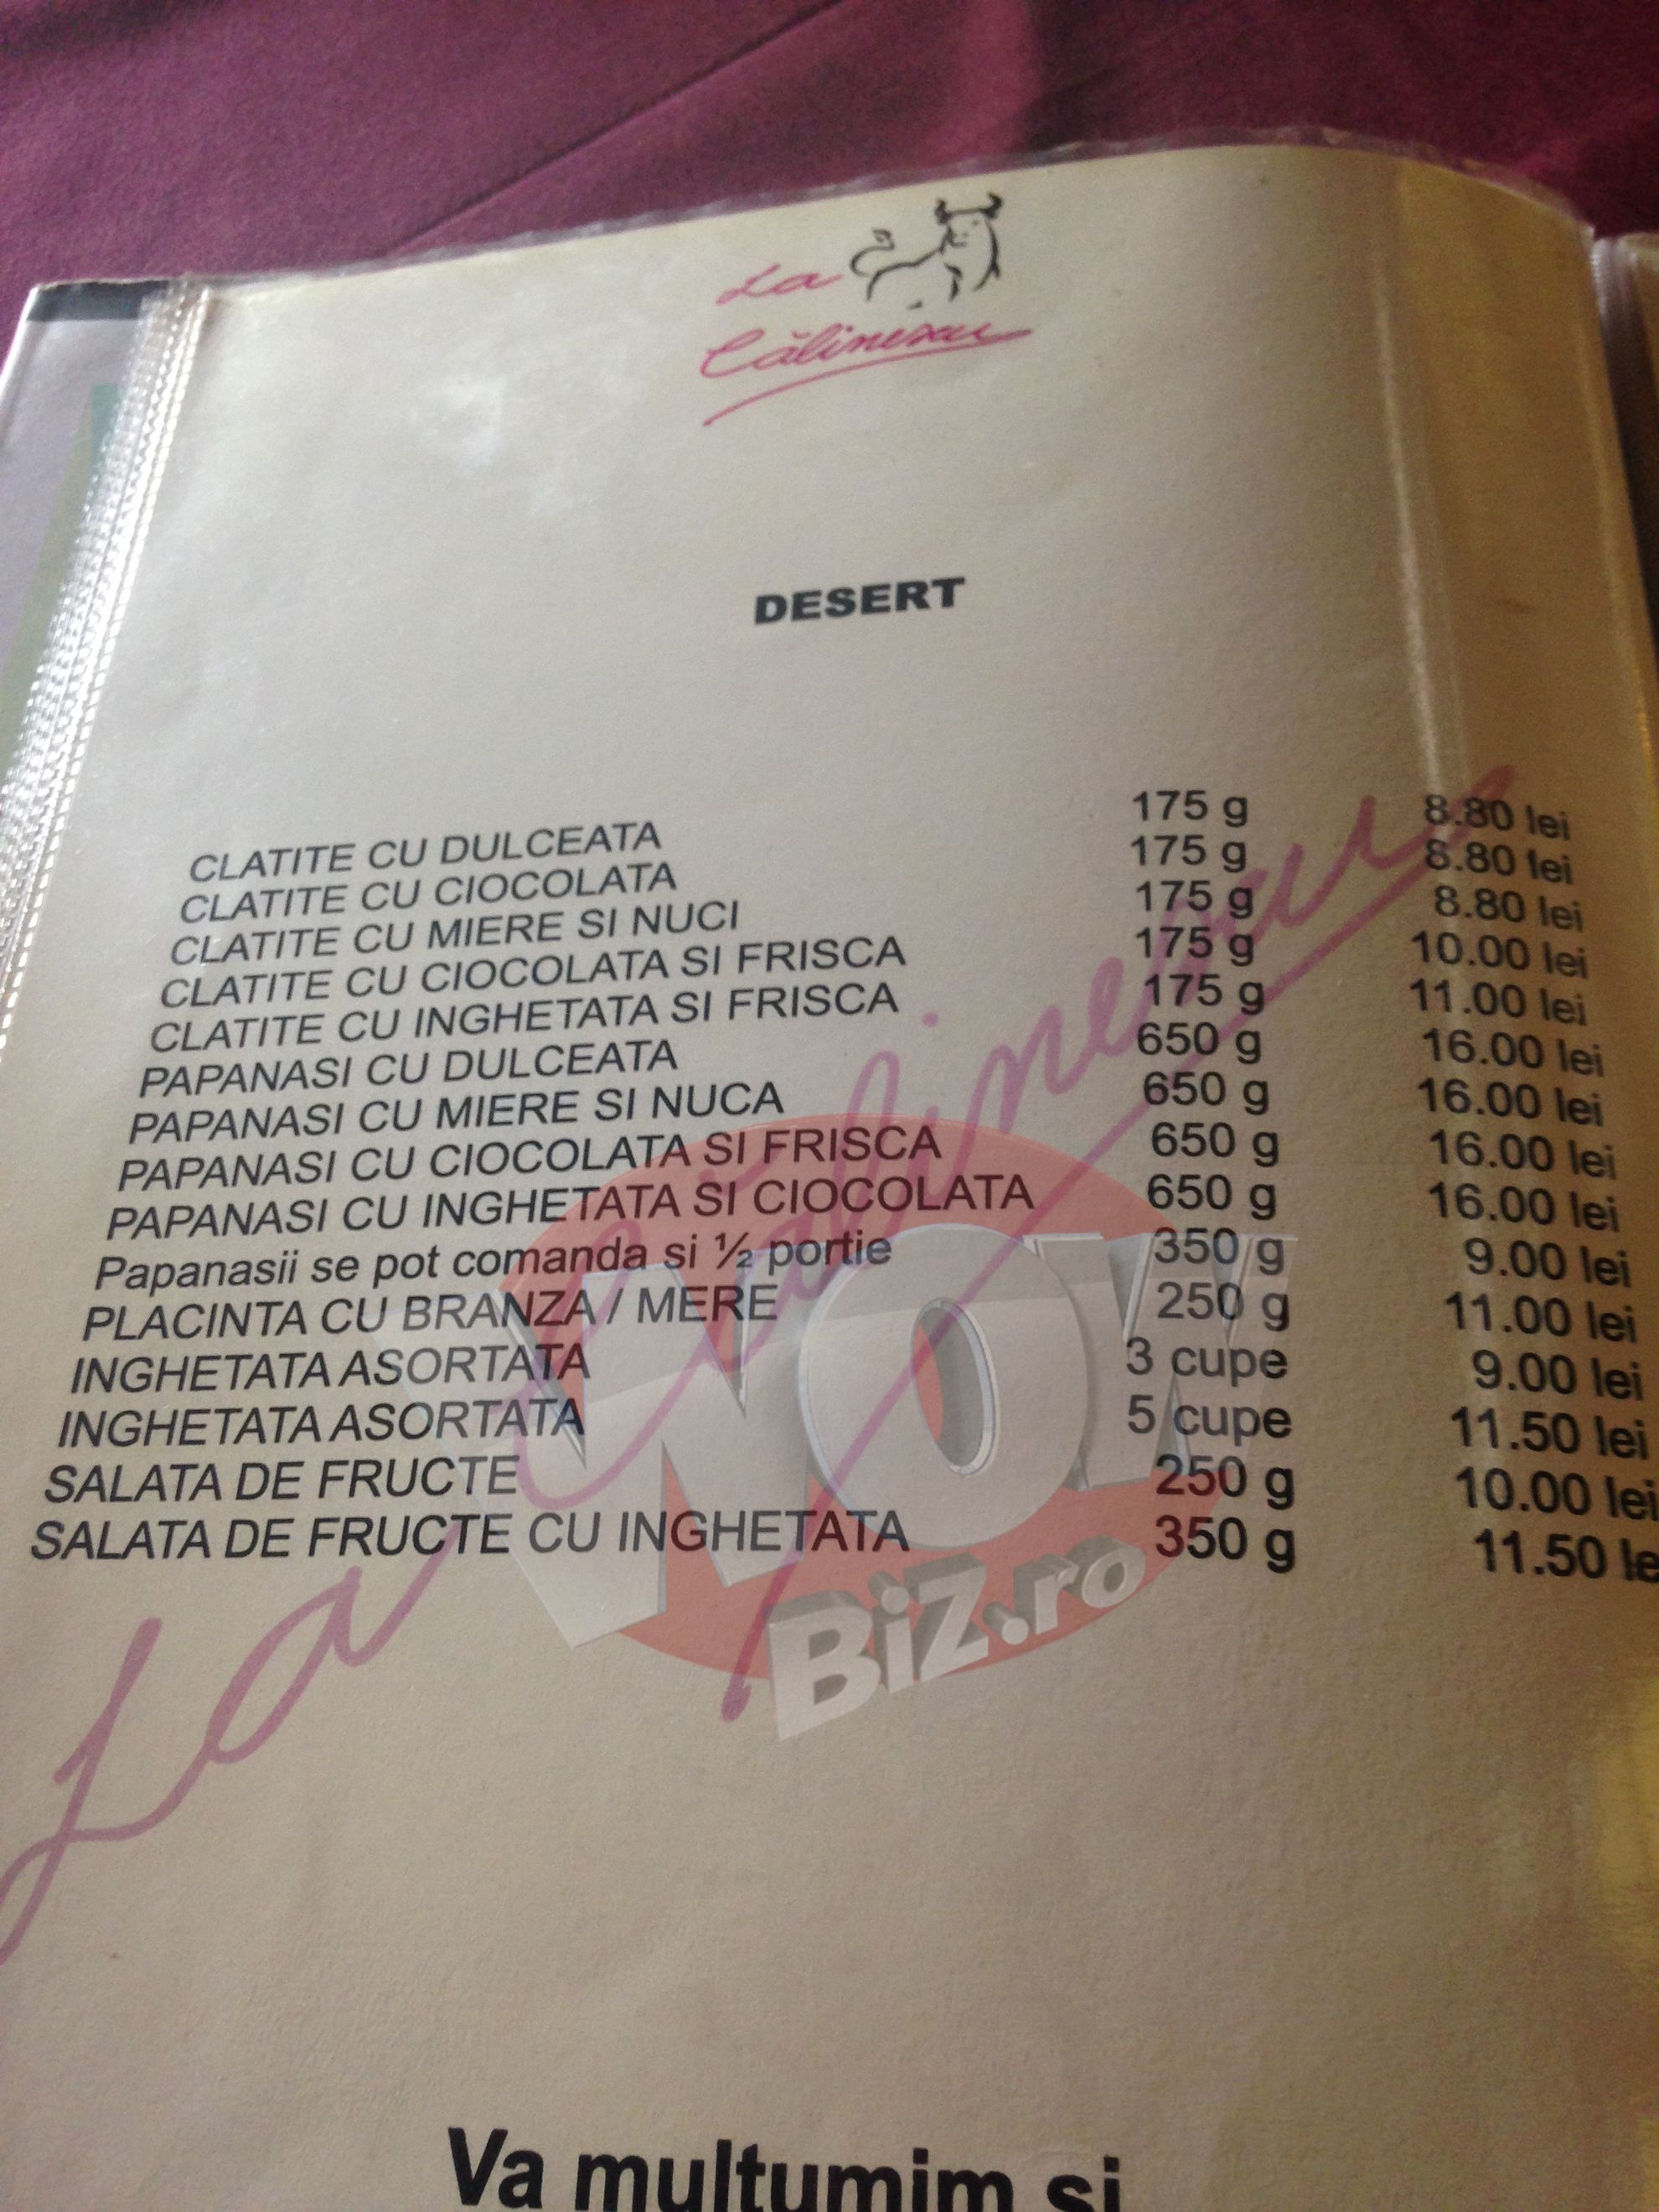 La
Călinescu
DESERT
CLATITE CU DULCEATA 175 g 8.80 lei
CLATITE CU CIOCOLATA 175 g 8.80 lei
CLATITE CU MIERE SI NUCI 175 g 8.80 lei
CLATITE CU CIOCOLATA SI FRISCA 175 g 10.00 lei
CLATITE CU INGHETATA SI FRISCA 175 g 11.00 lei
PAPANASI CU DULCEATA 650 g 16.00 lei
PAPANASI CU MIERE SI NUCA 650 g 16.00 lei
PAPANASI CU CIOCOLATA SI FRISCA 650 g 16.00 lei
PAPANASI CU INGHETATA SI CIOCOLATA 650 g 16.00 lei
Papanasii se pot comanda si ½ portie 350 g 9.00 lei
PLACINTA CU BRANZA / MERE 250 g 11.00 lei
INGHETATA ASORTATA 3 cupe 9.00 lei
INGHETATA ASORTATA 5 cupe 11.50 lei
SALATA DE FRUCTE 250 g 10.00 lei
SALATA DE FRUCTE CU INGHETATA 350 g 11.50 le
La Călinescu
WOW
BiZ.ro
Va multumim si